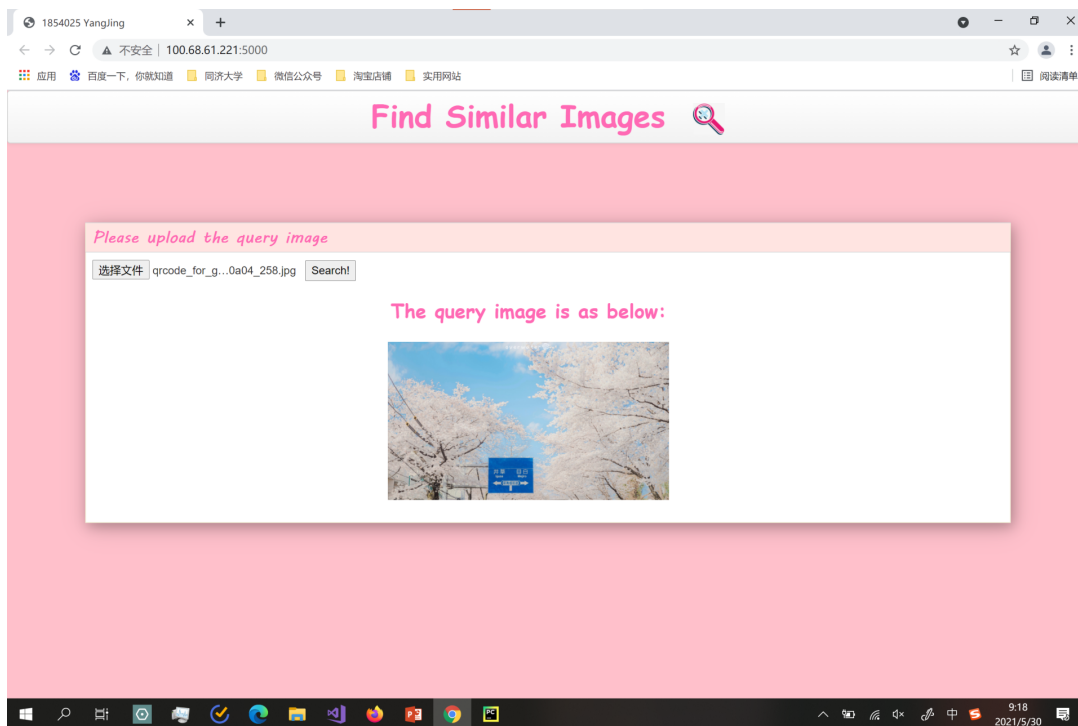 1854025 YangJing
不安全 | 100.68.61.221:5000
应用 百度一下，你就知道 同济大学 微信公众号 淘宝店铺 实用网站 阅读清单
Find Similar Images
Please upload the query image
选择文件 qrcode_for_g...0a04_258.jpg Search!
The query image is as below:
中 9:18
2021/5/30